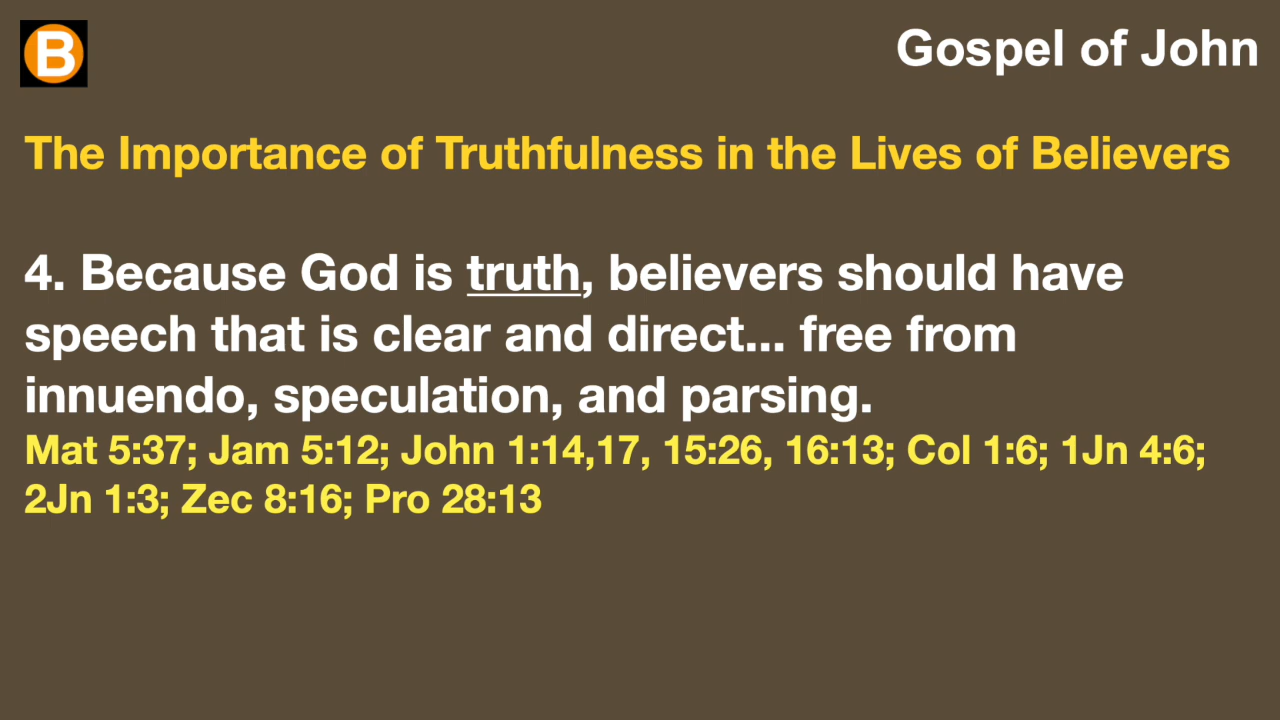 B
Gospel of John
The Importance of Truthfulness in the Lives of Believers
4. Because God is truth, believers should have
speech that is clear and direct... free from
innuendo, speculation, and parsing.
Mat 5:37; Jam 5:12; John 1:14,17, 15:26, 16:13; Col 1:6; 1Jn 4:6;
2Jn 1:3; Zec 8:16; Pro 28:13